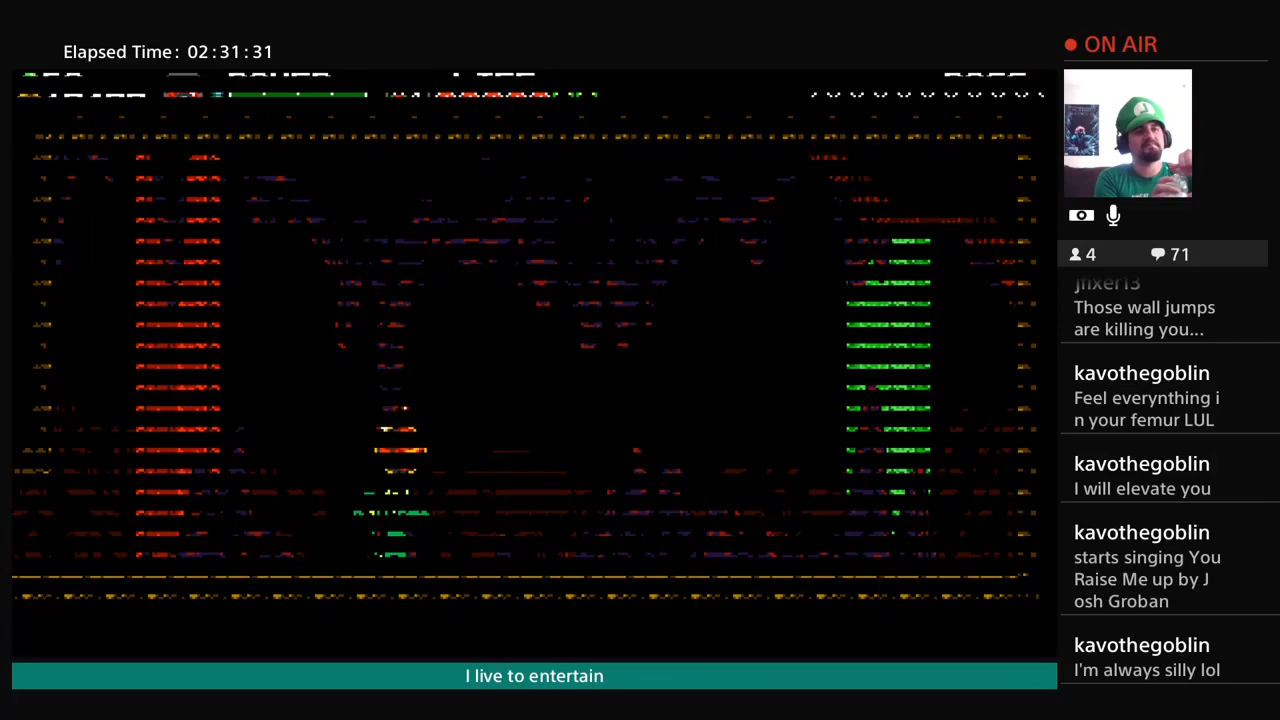 Elapsed Time: 02:31:31
ON AIR
4
71
jfixer13
Those wall jumps
are killing you...
kavothegoblin
Feel everynthing i
n your femur LUL
kavothegoblin
I will elevate you
kavothegoblin
starts singing You
Raise Me up by J
osh Groban
kavothegoblin
I'm always silly lol
I live to entertain